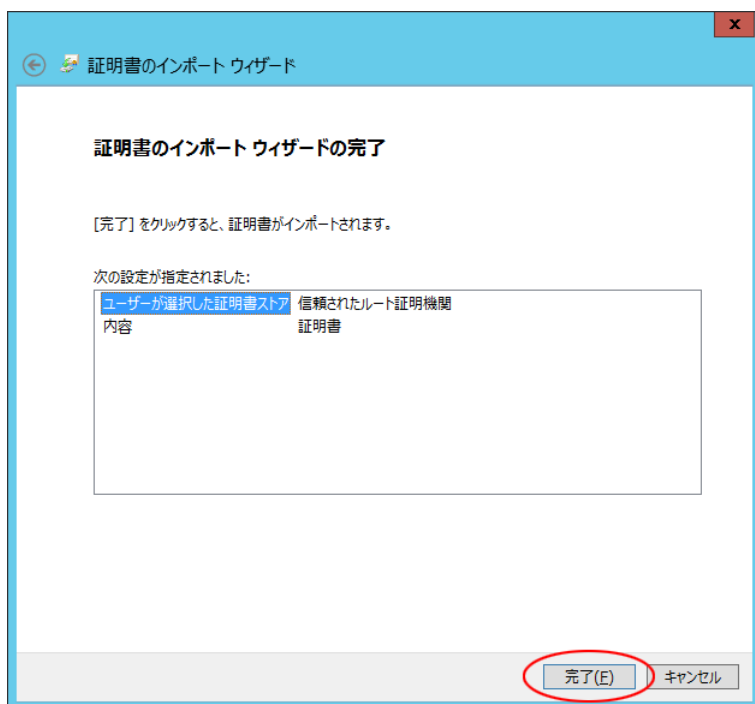 x
証明書のインポート ウィザード
証明書のインポート ウィザードの完了
[完了] をクリックすると、証明書がインポートされます。
次の設定が指定されました:
ユーザーが選択した証明書ストア 信頼されたルート証明機関
内容 証明書
完了(F) キャンセル